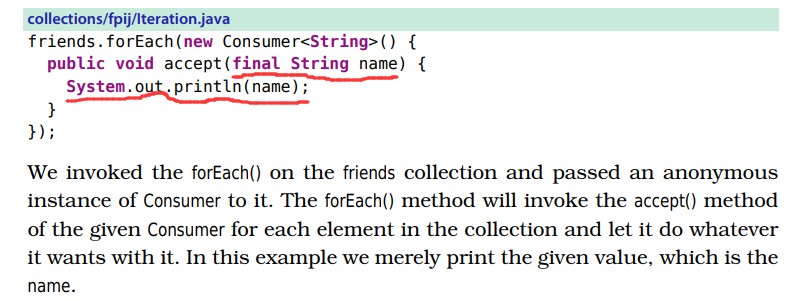 collections/fpij/Iteration.java
friends.forEach(new Consumer<String>() {
  public void accept(final String name) {
    System.out.println(name);
  }
});
We invoked the forEach() on the friends collection and passed an anonymous
instance of Consumer to it. The forEach() method will invoke the accept() method
of the given Consumer for each element in the collection and let it do whatever
it wants with it. In this example we merely print the given value, which is the
name.